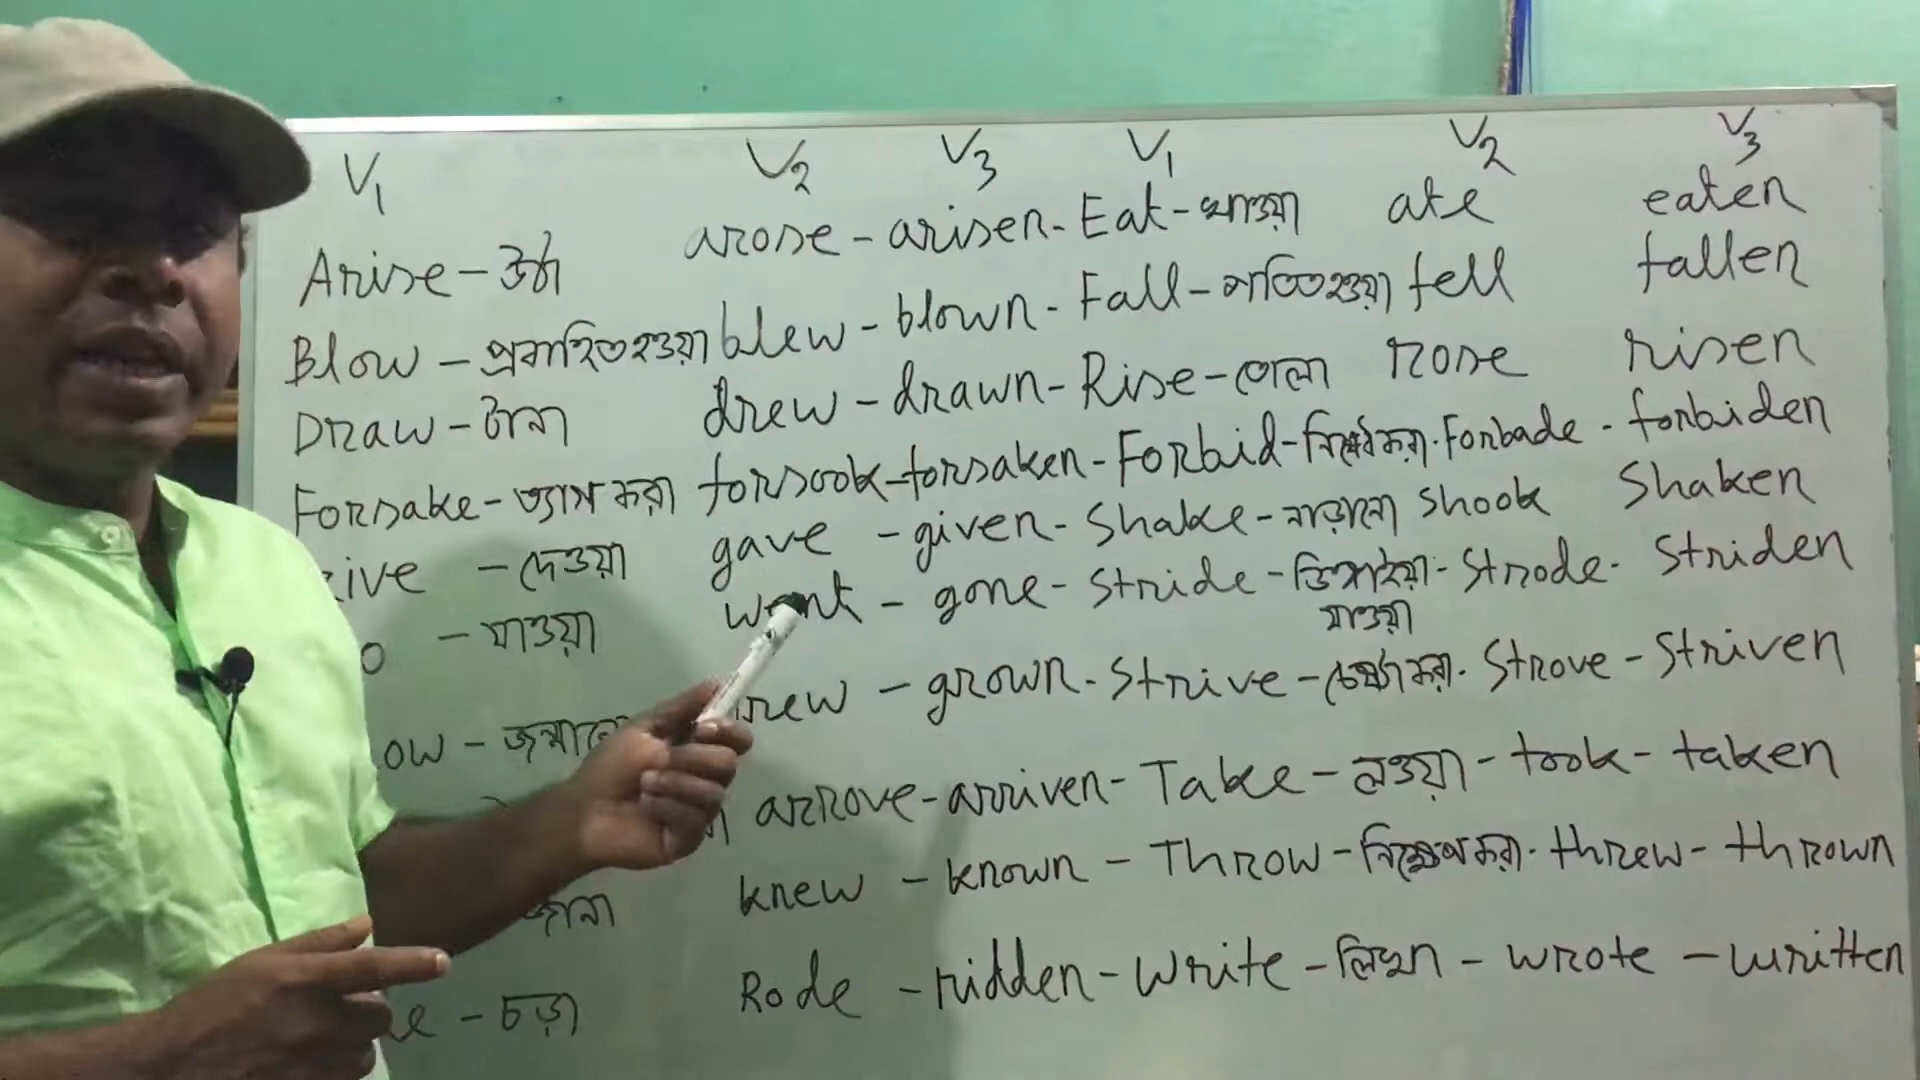 V1 V2 V3 V1 V2 V3
Arise - উঠা arose - arisen - Eat - খাওয়া ate eaten
Blow - প্রবাহিত হওয়া blew - blown - Fall - পতিত হওয়া fell fallen
Draw - টানা drew - drawn - Rise - তোলা rose risen
Forsake - ত্যাগ করা forsook - forsaken - Forbid - নিষেধ করা - Forbade - forbiden
ive - দেওয়া gave - given - Shake - নাড়ানো shook Shaken
o - যাওয়া went - gone - Stride - ডিঙ্গাইয়া - Strode - Striden
যাওয়া
ow - জন্মানো rew - grown - Strive - চেষ্টা করা - Strove - Striven
arrove - arriven - Take - লওয়া - took - taken
জানা knew - known - Throw - নিক্ষেপ করা - threw - thrown
e - চড়া Rode - ridden - Write - লিখন - wrote - written